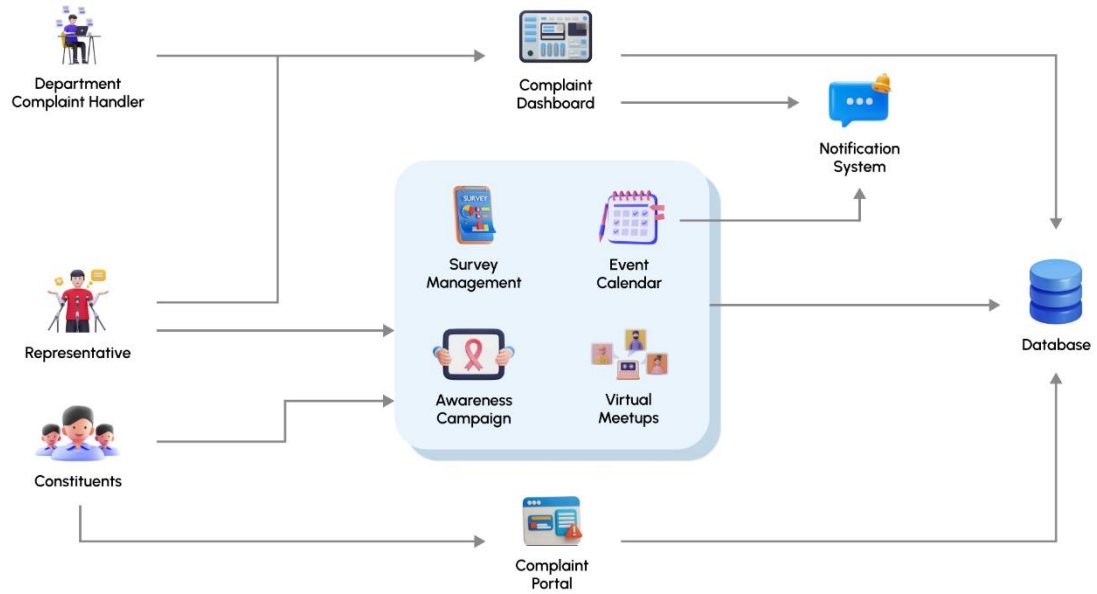 Department
Complaint Handler
Complaint
Dashboard
Notification
System
SURVEY
Survey
Management
Event
Calendar
Representative
Database
Awareness
Campaign
Virtual
Meetups
Constituents
Complaint
Portal